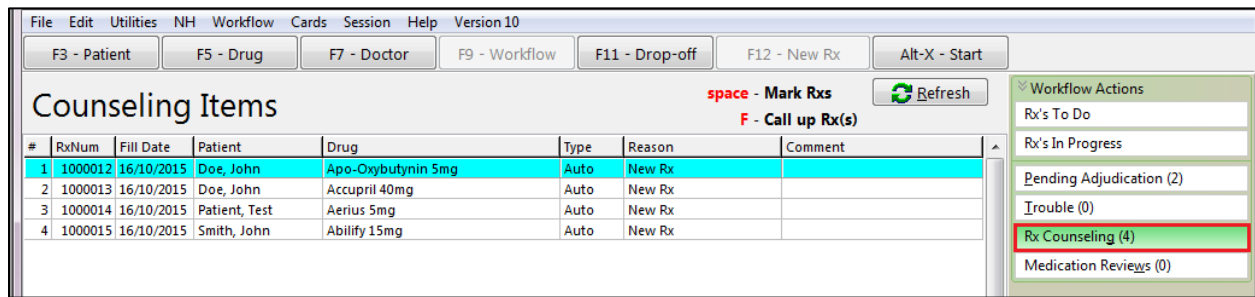 File Edit Utilities NH Workflow Cards Session Help Version 10
F3 - Patient F5 - Drug F7 - Doctor F9 - Workflow F11 - Drop-off F12 - New Rx Alt-X - Start
Counseling Items
space - Mark Rxs
F - Call up Rx(s)
Refresh
# RxNum Fill Date Patient Drug Type Reason Comment
1 1000012 16/10/2015 Doe, John Apo-Oxybutynin 5mg Auto New Rx
2 1000013 16/10/2015 Doe, John Accupril 40mg Auto New Rx
3 1000014 16/10/2015 Patient, Test Aerius 5mg Auto New Rx
4 1000015 16/10/2015 Smith, John Abilify 15mg Auto New Rx
Workflow Actions
Rx's To Do
Rx's In Progress
Pending Adjudication (2)
Trouble (0)
Rx Counseling (4)
Medication Reviews (0)